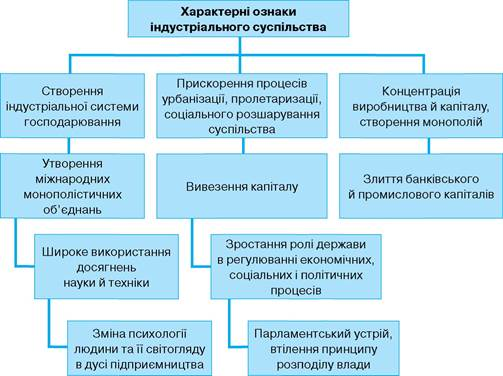 Характерні ознаки
індустріального суспільства
Створення
індустріальної системи
господарювання
Прискорення процесів
урбанізації, пролетаризації,
соціального розшарування
суспільства
Концентрація
виробництва й капіталу,
створення монополій
Утворення
міжнародних
монополістичних
об’єднань
Вивезення капіталу
Злиття банківського
й промислового капіталів
Широке використання
досягнень
науки й техніки
Зростання ролі держави
в регулюванні економічних,
соціальних і політичних
процесів
Зміна психології
людини та її світогляду
в дусі підприємництва
Парламентський устрій,
втілення принципу
розподілу влади